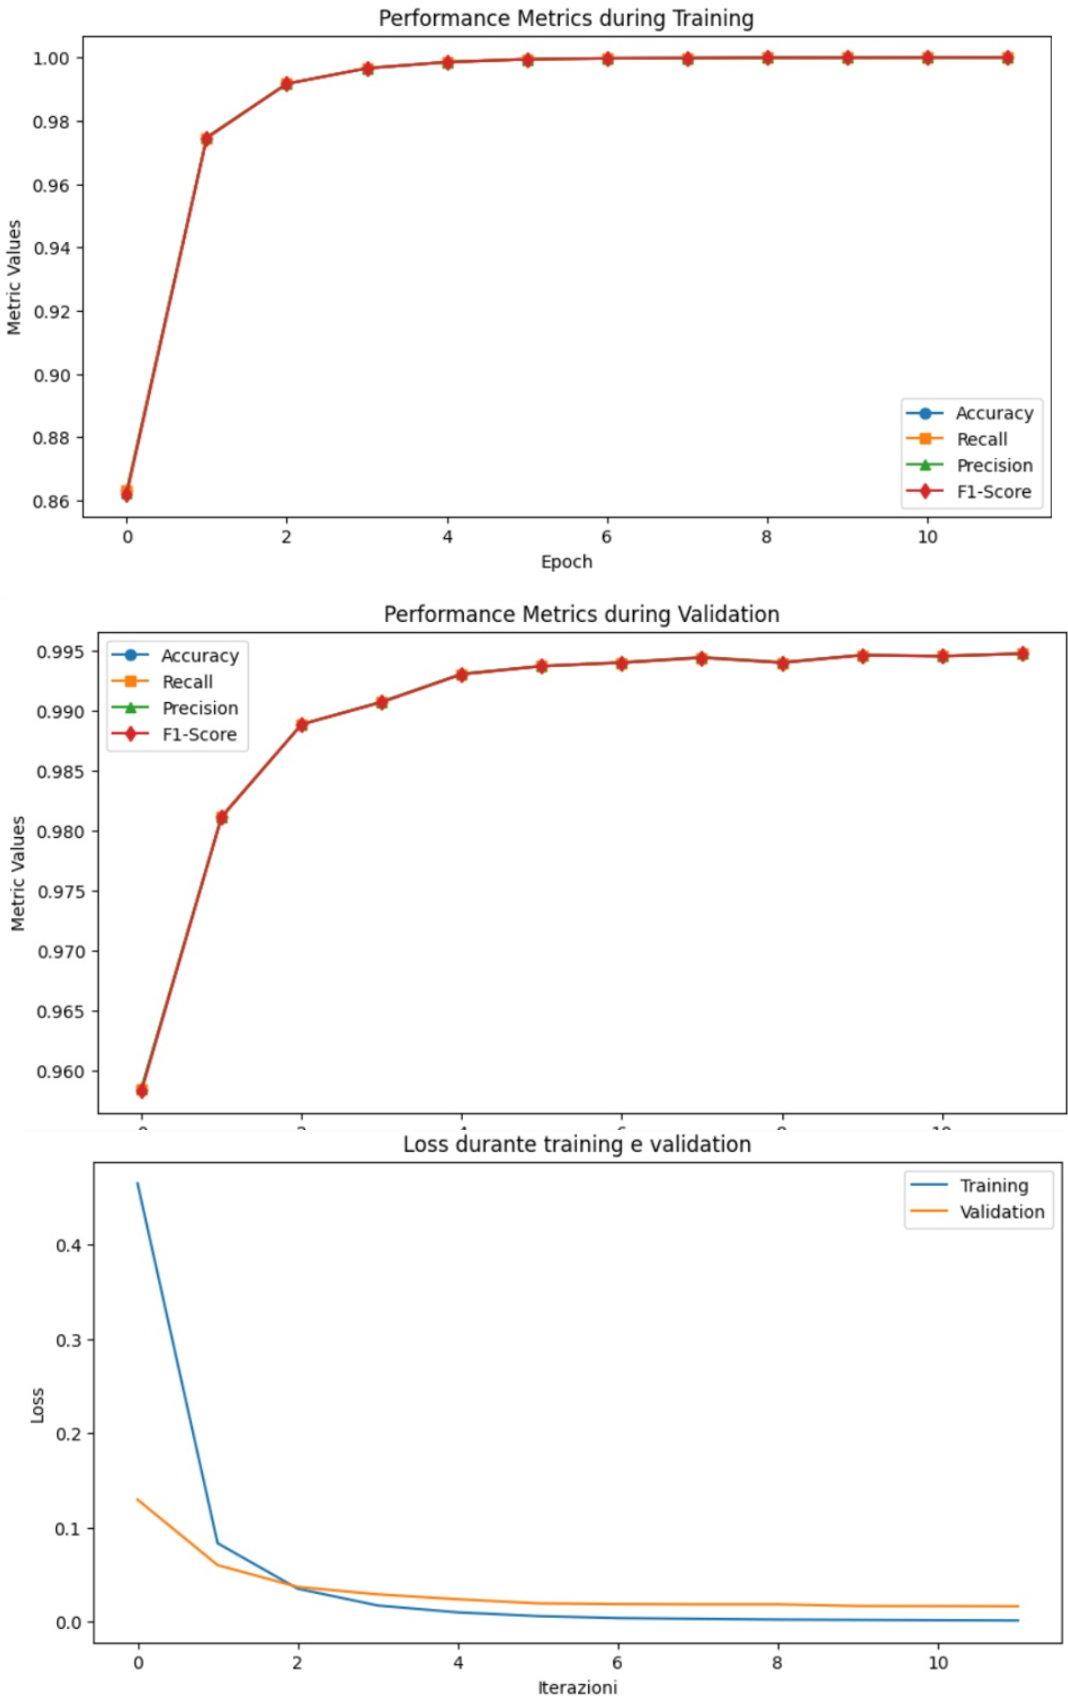 Performance Metrics during Training
1.00
0.98
0.96
0.94
0.92
0.90
0.88
0.86
Metric Values
Accuracy
Recall
Precision
F1-Score
0 2 4 6 8 10
Epoch
Performance Metrics during Validation
Accuracy
Recall
Precision
F1-Score
0.995
0.990
0.985
0.980
0.975
0.970
0.965
0.960
Metric Values
Loss durante training e validation
Training
Validation
0.4
0.3
0.2
0.1
0.0
Loss
0 2 4 6 8 10
Iterazioni